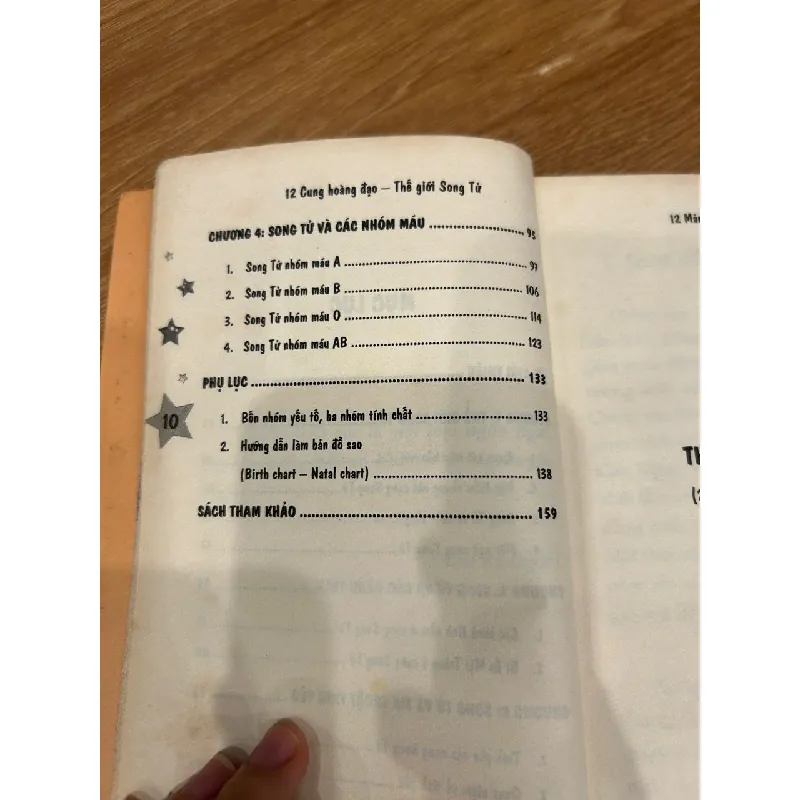 12 Cung hoàng đạo – Thế giới Song Tử
CHƯƠNG 4: SONG TỬ VÀ CÁC NHÓM MÁU ........ 95
1. Song Tử nhóm máu A ........ 97
2. Song Tử nhóm máu B ........ 106
3. Song Tử nhóm máu O ........ 114
4. Song Tử nhóm máu AB ........ 123
PHỤ LỤC ........ 133
1. Bốn nhóm yếu tố, ba nhóm tính chất ........ 133
10
2. Hướng dẫn làm bản đồ sao
(Birth chart – Natal chart) ........ 138
SÁCH THAM KHẢO ........ 159
12
TH